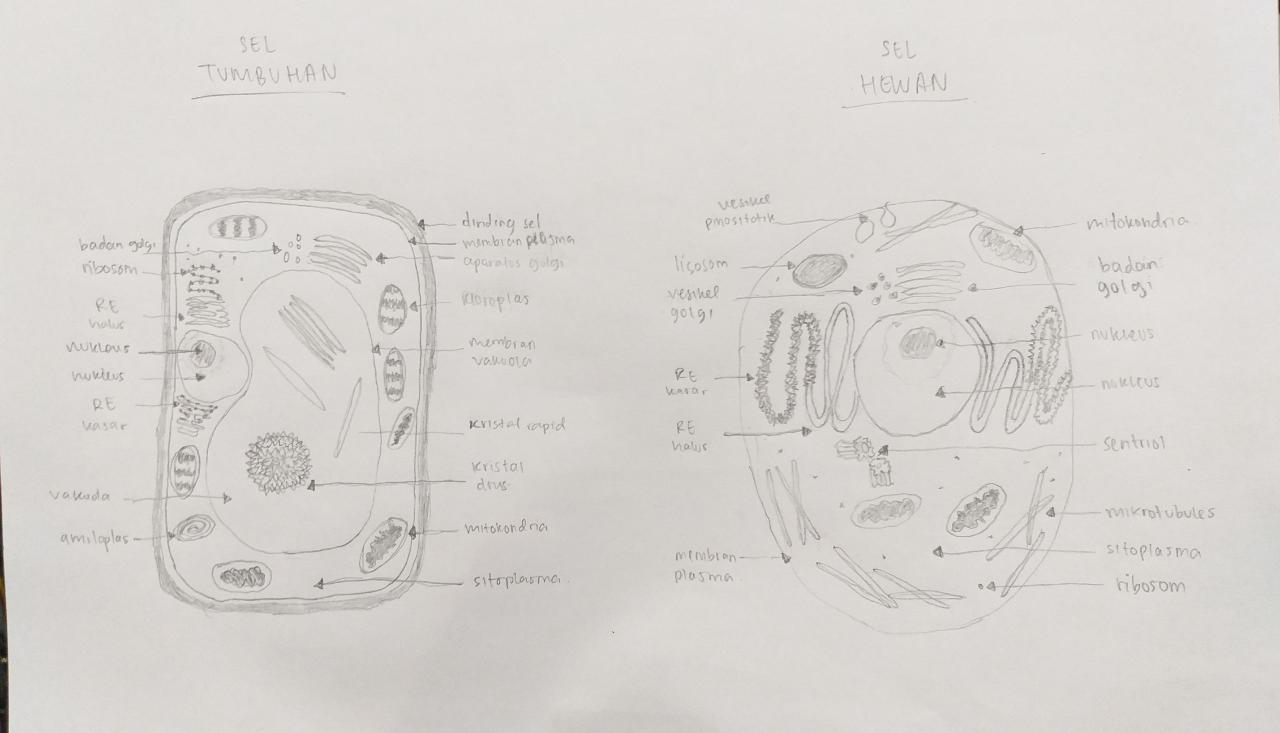 SEL
TUMBUHAN
badan golgi
ribosom
RE
halus
nukleus
nukleus
RE
kasar
vakuola
amiloplas
dinding sel
membran plasma
aparatus golgi
kloroplas
membran
vakuola
kristal rapid
kristal
drus
mitokondria
sitoplasma.
SEL
HEWAN
vesikel
pinositotik
lisosom
vesikel
golgi
RE
kasar
RE
halus
membran
plasma.
mitokondria
badan
golgi
nukleus
nukleus
sentriol
mikrotubules
sitoplasma
ribosom